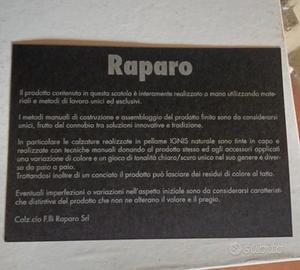 Raparo
Il prodotto contenuto in questa scatola è interamente realizzato a mano utilizzando mate-
riali e metodi di lavoro unici ed esclusivi.
I metodi manuali di costruzione e assemblaggio del prodotto finito sono da considerarsi
unici, frutto del connubio tra soluzioni innovative e tradizione.
In particolare le calzature realizzate in pellame IGNIS naturale sono tinte in capo e
realizzate con tecniche manuali donando al prodotto stesso ed agli accessori applicati
una variazione di colore e un gioco di tonalità chiaro/scuro unico nel suo genere e diver-
sa da paio a paio.
Trattandosi inoltre di un conciato il prodotto può lasciare dei residui di colore al tatto.
Eventuali imperfezioni o variazioni nell'aspetto iniziale sono da considerarsi caratteristi-
che distintive del prodotto che non ne alterano il valore e il pregio.
Calz.cio F.lli Raparo Srl
Subito